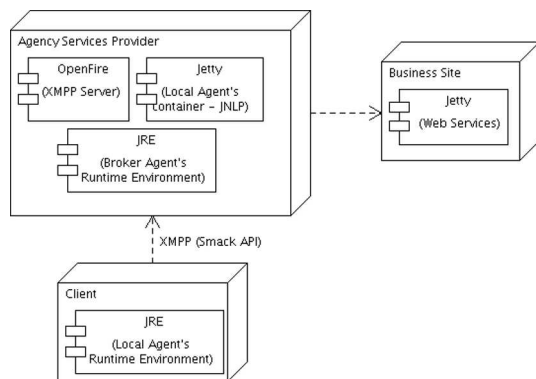 Agency Services Provider
OpenFire
(XMPP Server)
Jetty
(Local Agent's
container - JNLP)
JRE
(Broker Agent's
Runtime Environment)
Business Site
Jetty
(Web Services)
XMPP (Smack API)
Client
JRE
(Local Agent's
Runtime Environment)